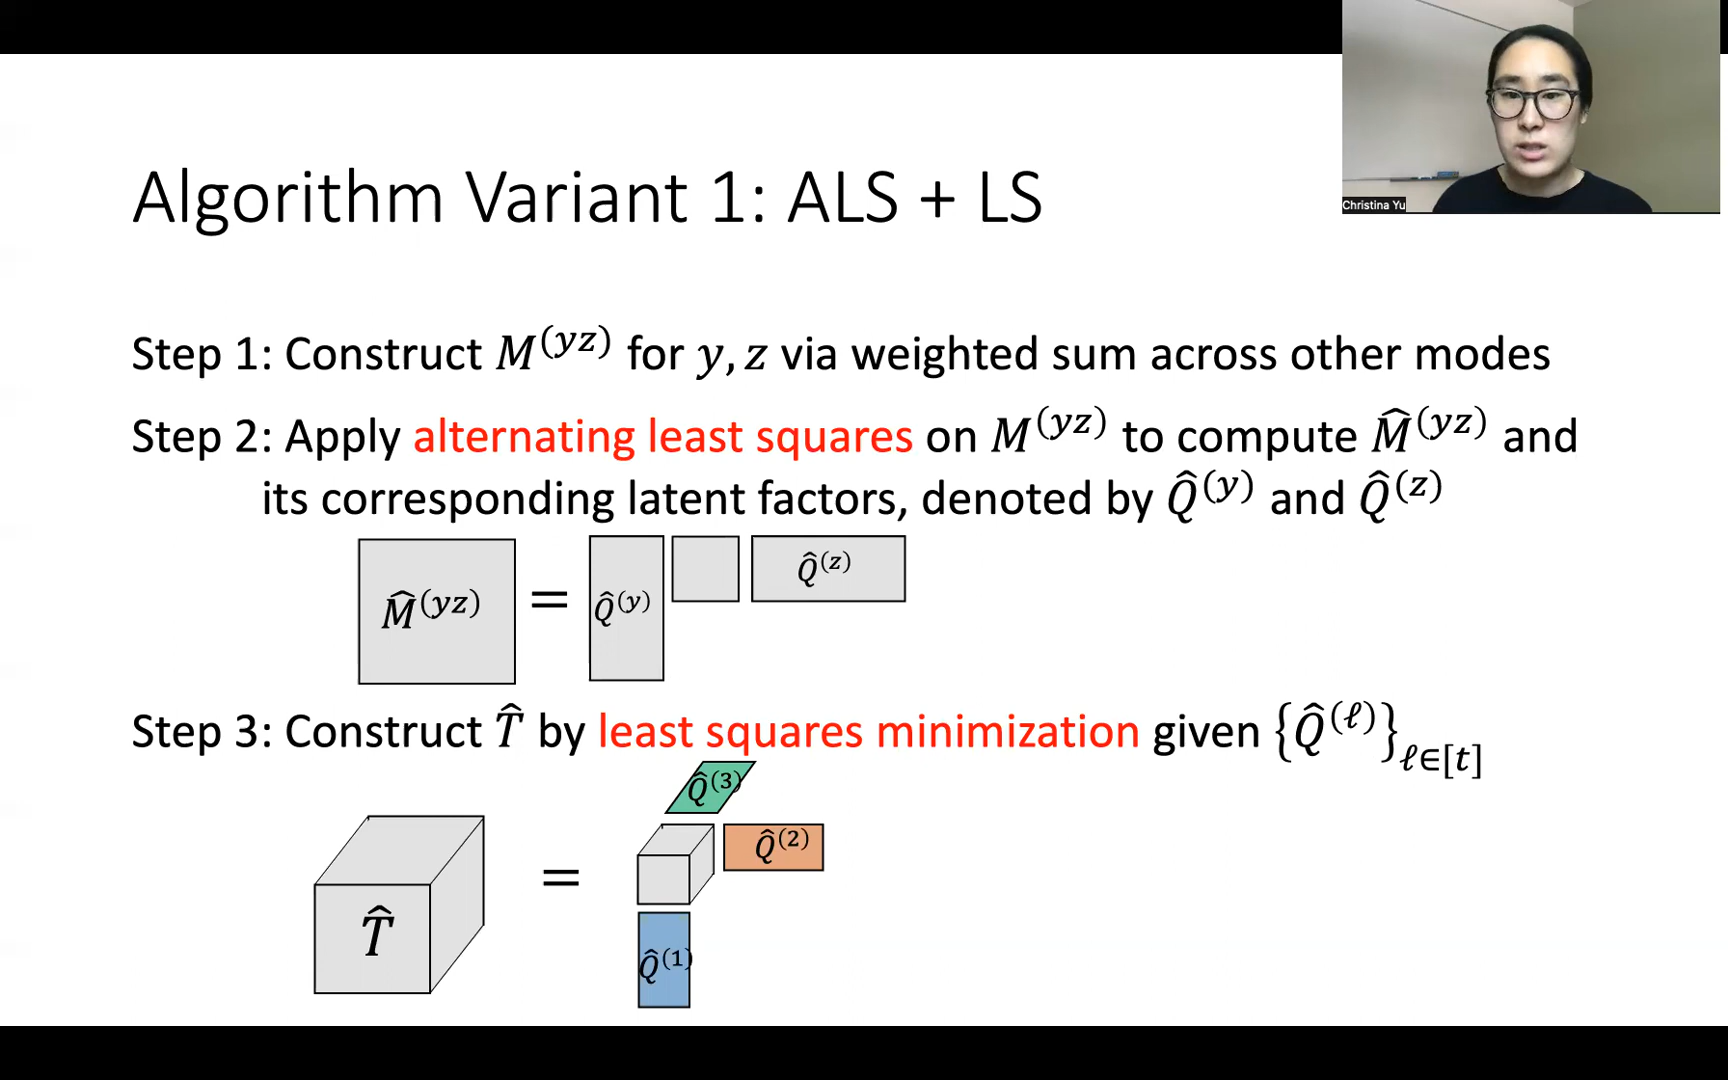 Christina Yu
Algorithm Variant 1: ALS + LS
Step 1: Construct M^(yz) for y, z via weighted sum across other modes
Step 2: Apply alternating least squares on M^(yz) to compute M̂^(yz) and
its corresponding latent factors, denoted by Q̂^(y) and Q̂^(z)
M̂^(yz) = Q̂^(y) Q̂^(z)
Step 3: Construct T̂ by least squares minimization given {Q̂^(ℓ)}_ℓ∈[t]
Q̂^(3)
Q̂^(2)
T̂ =
Q̂^(1)